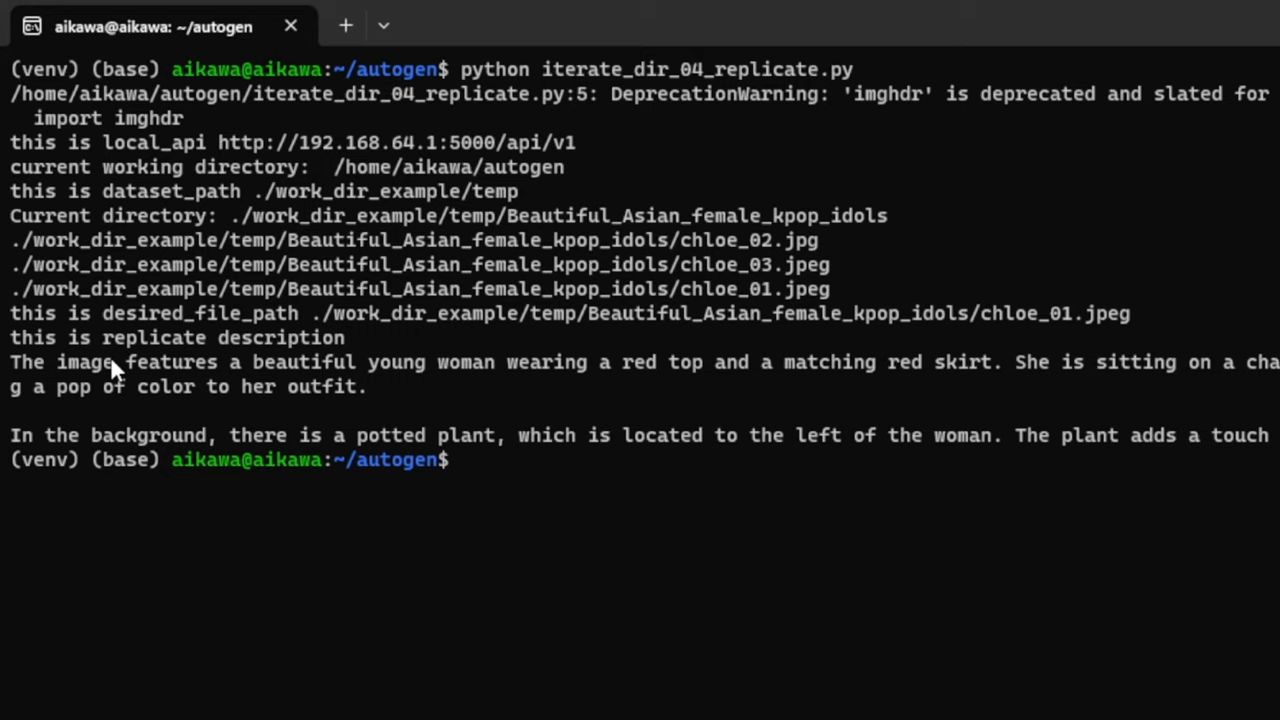 aikawa@aikawa: ~/autogen
(venv) (base) aikawa@aikawa:~/autogen$ python iterate_dir_04_replicate.py
/home/aikawa/autogen/iterate_dir_04_replicate.py:5: DeprecationWarning: 'imghdr' is deprecated and slated for
import imghdr
this is local_api http://192.168.64.1:5000/api/v1
current working directory:  /home/aikawa/autogen
this is dataset_path ./work_dir_example/temp
Current directory: ./work_dir_example/temp/Beautiful_Asian_female_kpop_idols
./work_dir_example/temp/Beautiful_Asian_female_kpop_idols/chloe_02.jpg
./work_dir_example/temp/Beautiful_Asian_female_kpop_idols/chloe_03.jpeg
./work_dir_example/temp/Beautiful_Asian_female_kpop_idols/chloe_01.jpeg
this is desired_file_path ./work_dir_example/temp/Beautiful_Asian_female_kpop_idols/chloe_01.jpeg
this is replicate description
The image features a beautiful young woman wearing a red top and a matching red skirt. She is sitting on a cha
g a pop of color to her outfit.
In the background, there is a potted plant, which is located to the left of the woman. The plant adds a touch
(venv) (base) aikawa@aikawa:~/autogen$